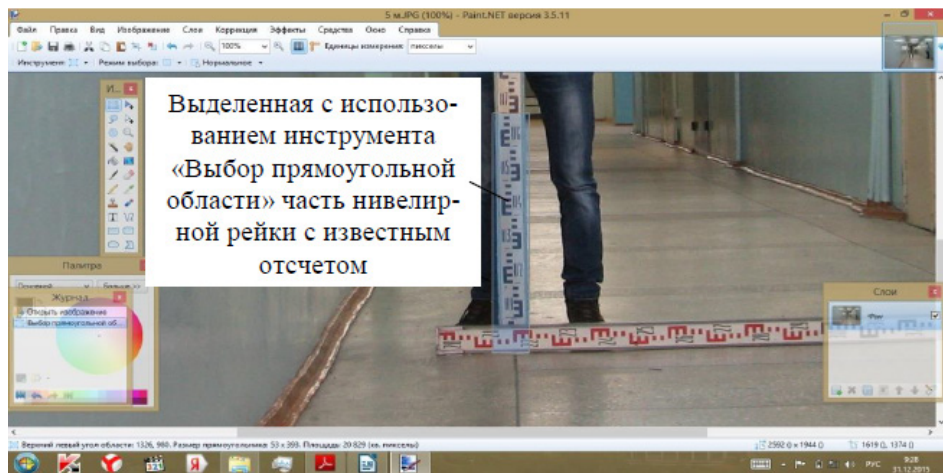 5 м.JPG (100%) - Paint.NET версия 3.5.11
Файл Правка Вид Изображение Слои Коррекция Эффекты Средства Окно Справка
100% Единицы измерения: пикселы
Инструмент: Режим выбора: Нормальное
И...
Выделенная с использо-
ванием инструмента
«Выбор прямоугольной
области» часть нивелир-
ной рейки с известным
отсчетом
Палитра
Основной Больше >>
Журнал
Открыть изображение
Выбор прямоугольной об...
Слои
Фон
Верхний левый угол области: 1326, 980. Размер прямоугольника: 53 x 393. Площадь: 20 829 (кв. пикселы)
2592 () x 1944 ()
1619 (), 1374 ()
РУС
9:28
31.12.2015